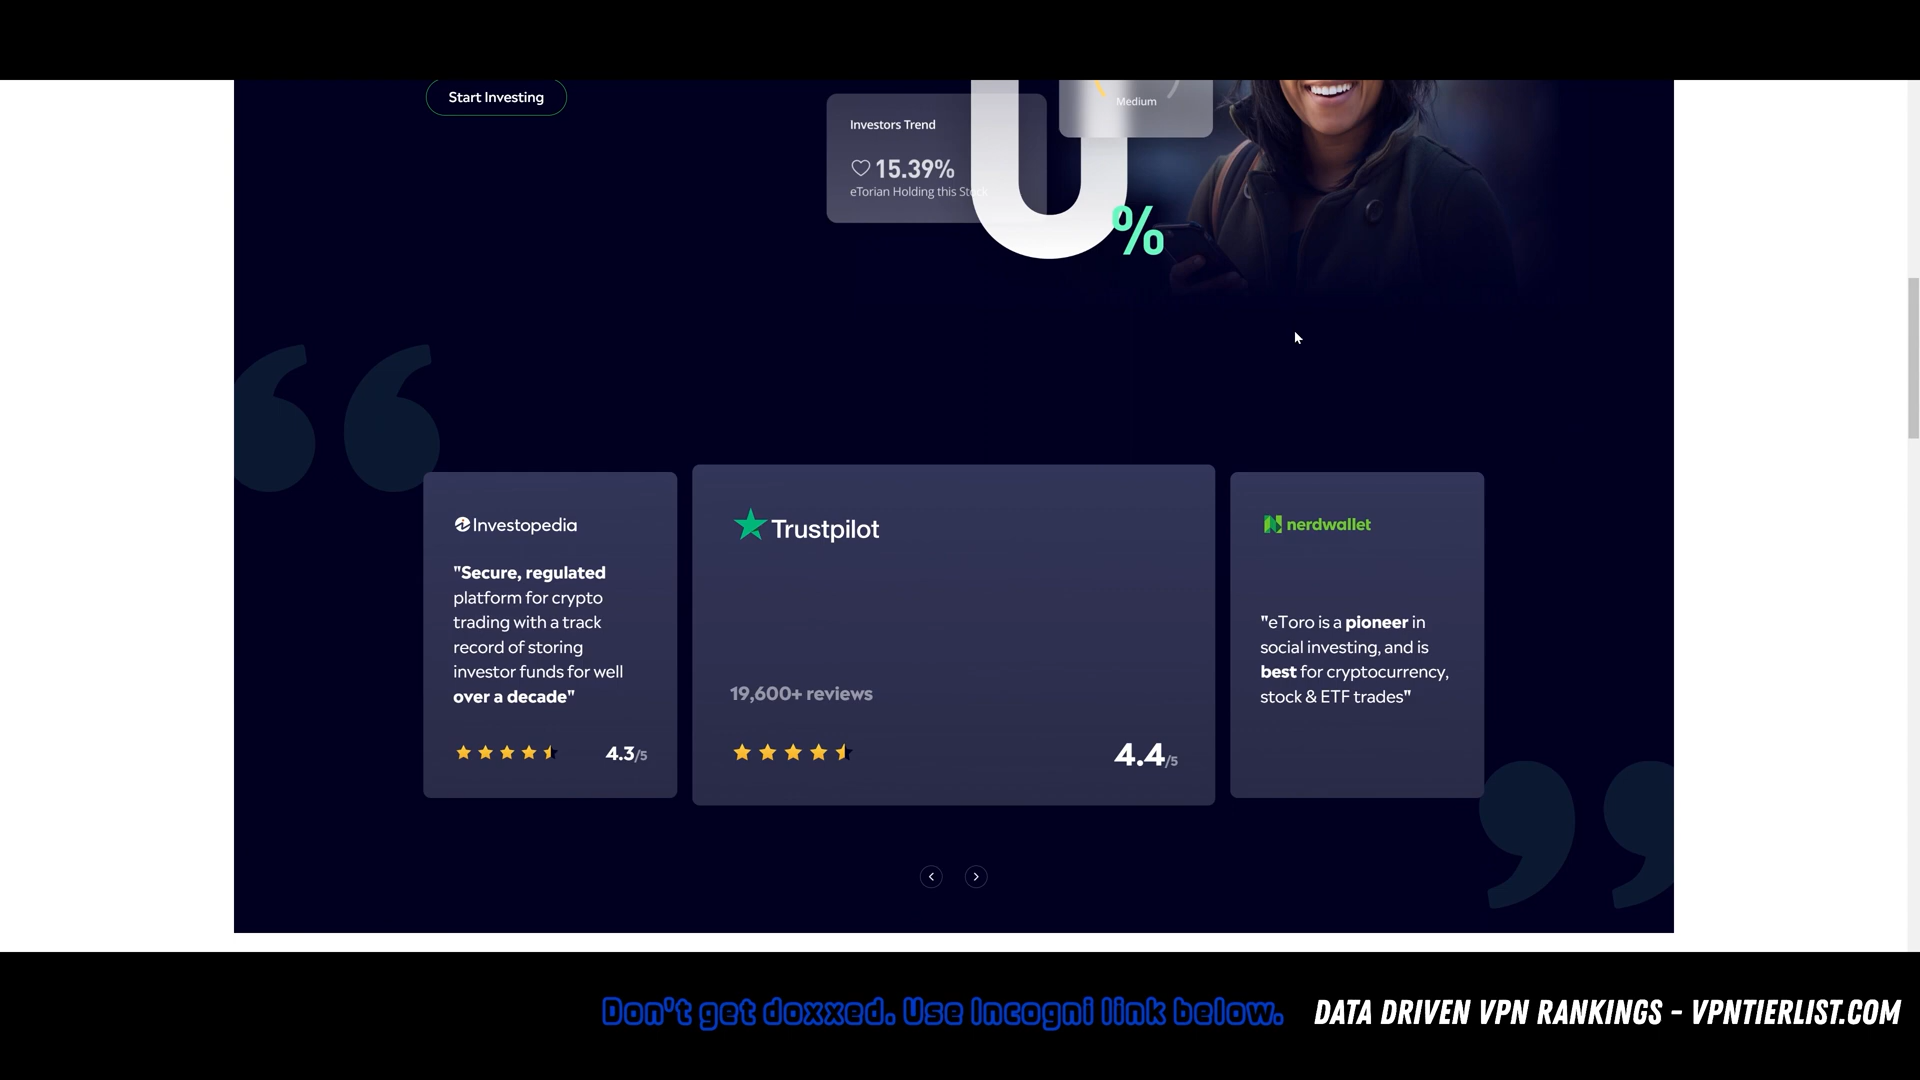 Start Investing
Medium
Investors Trend
15.39%
eTorian Holding this Stock
0%
Investopedia
"Secure, regulated
platform for crypto
trading with a track
record of storing
investor funds for well
over a decade"
4.3/5
Trustpilot
19,600+ reviews
4.4/5
nerdwallet
"eToro is a pioneer in
social investing, and is
best for cryptocurrency,
stock & ETF trades"
Don't get doxxed. Use Incogni link below.
DATA DRIVEN VPN RANKINGS - VPNTIERLIST.COM